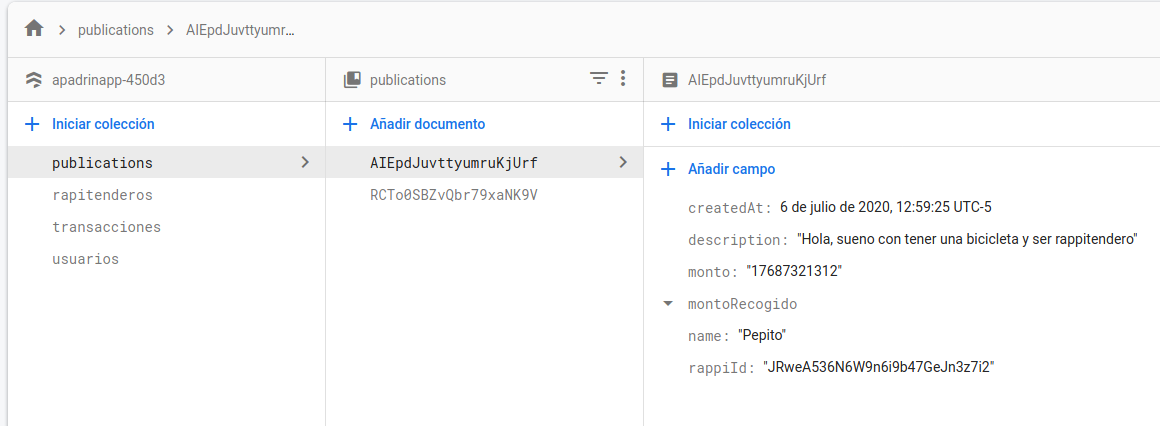 publications
AIEpdJuvttyumr...
apadrinapp-450d3
publications
AIEpdJuvttyumruKjUrf
Iniciar colección
Añadir documento
Iniciar colección
publications
rapitenderos
transacciones
usuarios
AIEpdJuvttyumruKjUrf
RCTo0SBZvQbr79xaNK9V
Añadir campo
createdAt: 6 de julio de 2020, 12:59:25 UTC-5
description: "Hola, sueno con tener una bicicleta y ser rappitendero"
monto: "17687321312"
montoRecogido
name: "Pepito"
rappiId: "JRweA536N6W9n6i9b47GeJn3z7i2"